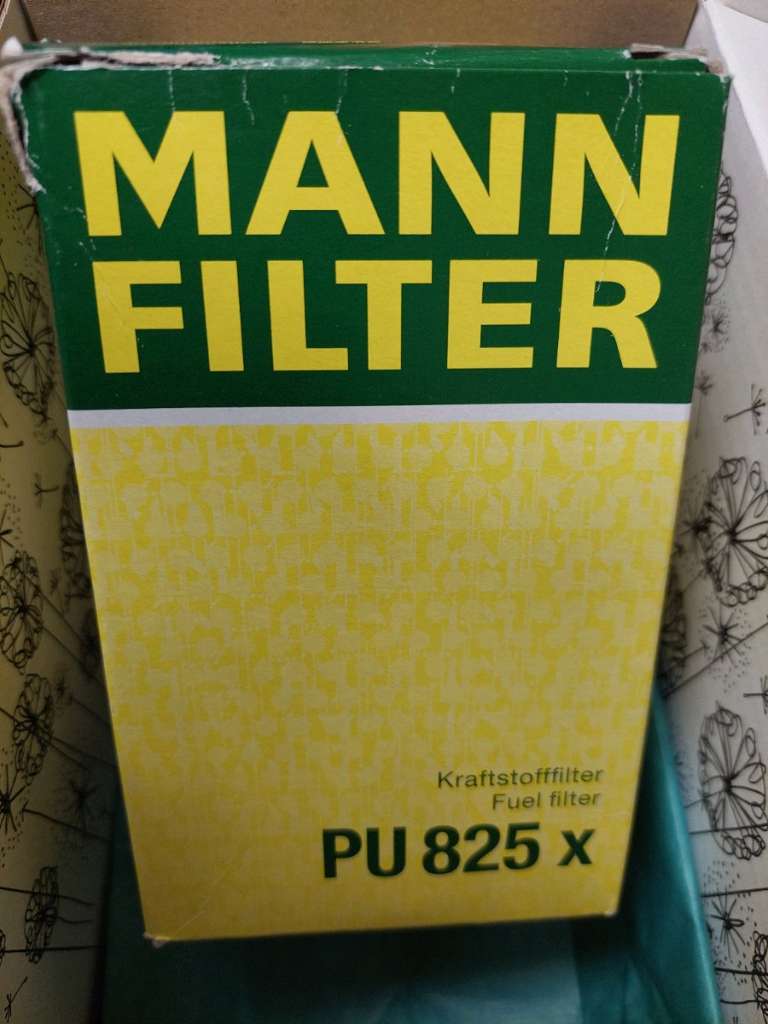 MANN
FILTER
Kraftstofffilter
Fuel filter
PU 825 x